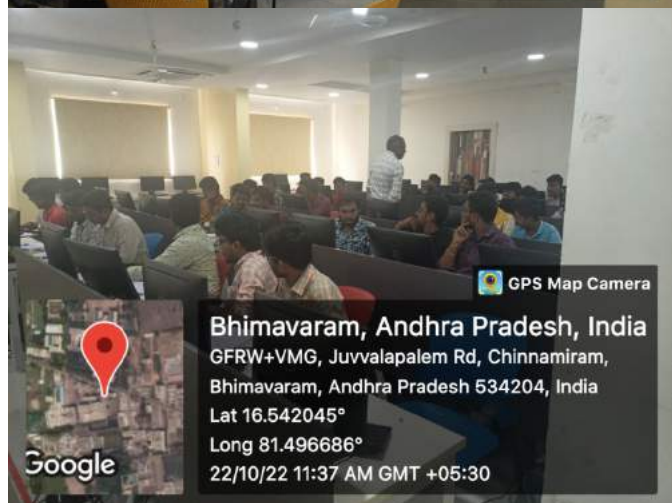 GPS Map Camera
Bhimavaram, Andhra Pradesh, India
GFRW+VMG, Juvvalapalem Rd, Chinnamiram,
Bhimavaram, Andhra Pradesh 534204, India
Lat 16.542045°
Long 81.496686°
22/10/22 11:37 AM GMT +05:30
Google